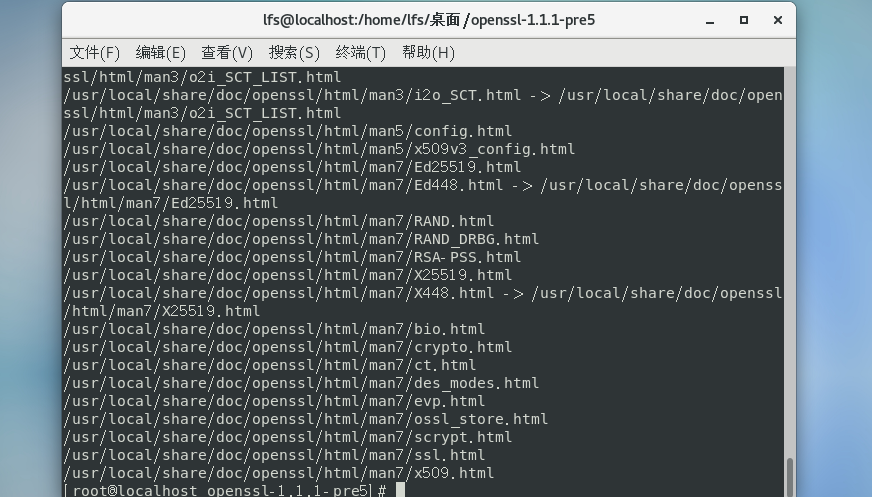 lfs@localhost:/home/lfs/桌面/openssl-1.1.1-pre5
文件(F) 编辑(E) 查看(V) 搜索(S) 终端(T) 帮助(H)
ssl/html/man3/o2i_SCT_LIST.html
/usr/local/share/doc/openssl/html/man3/i2o_SCT.html -> /usr/local/share/doc/open
ssl/html/man3/o2i_SCT_LIST.html
/usr/local/share/doc/openssl/html/man5/config.html
/usr/local/share/doc/openssl/html/man5/x509v3_config.html
/usr/local/share/doc/openssl/html/man7/Ed25519.html
/usr/local/share/doc/openssl/html/man7/Ed448.html -> /usr/local/share/doc/openss
l/html/man7/Ed25519.html
/usr/local/share/doc/openssl/html/man7/RAND.html
/usr/local/share/doc/openssl/html/man7/RAND_DRBG.html
/usr/local/share/doc/openssl/html/man7/RSA-PSS.html
/usr/local/share/doc/openssl/html/man7/X25519.html
/usr/local/share/doc/openssl/html/man7/X448.html -> /usr/local/share/doc/openssl
/html/man7/X25519.html
/usr/local/share/doc/openssl/html/man7/bio.html
/usr/local/share/doc/openssl/html/man7/crypto.html
/usr/local/share/doc/openssl/html/man7/ct.html
/usr/local/share/doc/openssl/html/man7/des_modes.html
/usr/local/share/doc/openssl/html/man7/evp.html
/usr/local/share/doc/openssl/html/man7/ossl_store.html
/usr/local/share/doc/openssl/html/man7/scrypt.html
/usr/local/share/doc/openssl/html/man7/ssl.html
/usr/local/share/doc/openssl/html/man7/x509.html
[root@localhost openssl-1.1.1-pre5]#